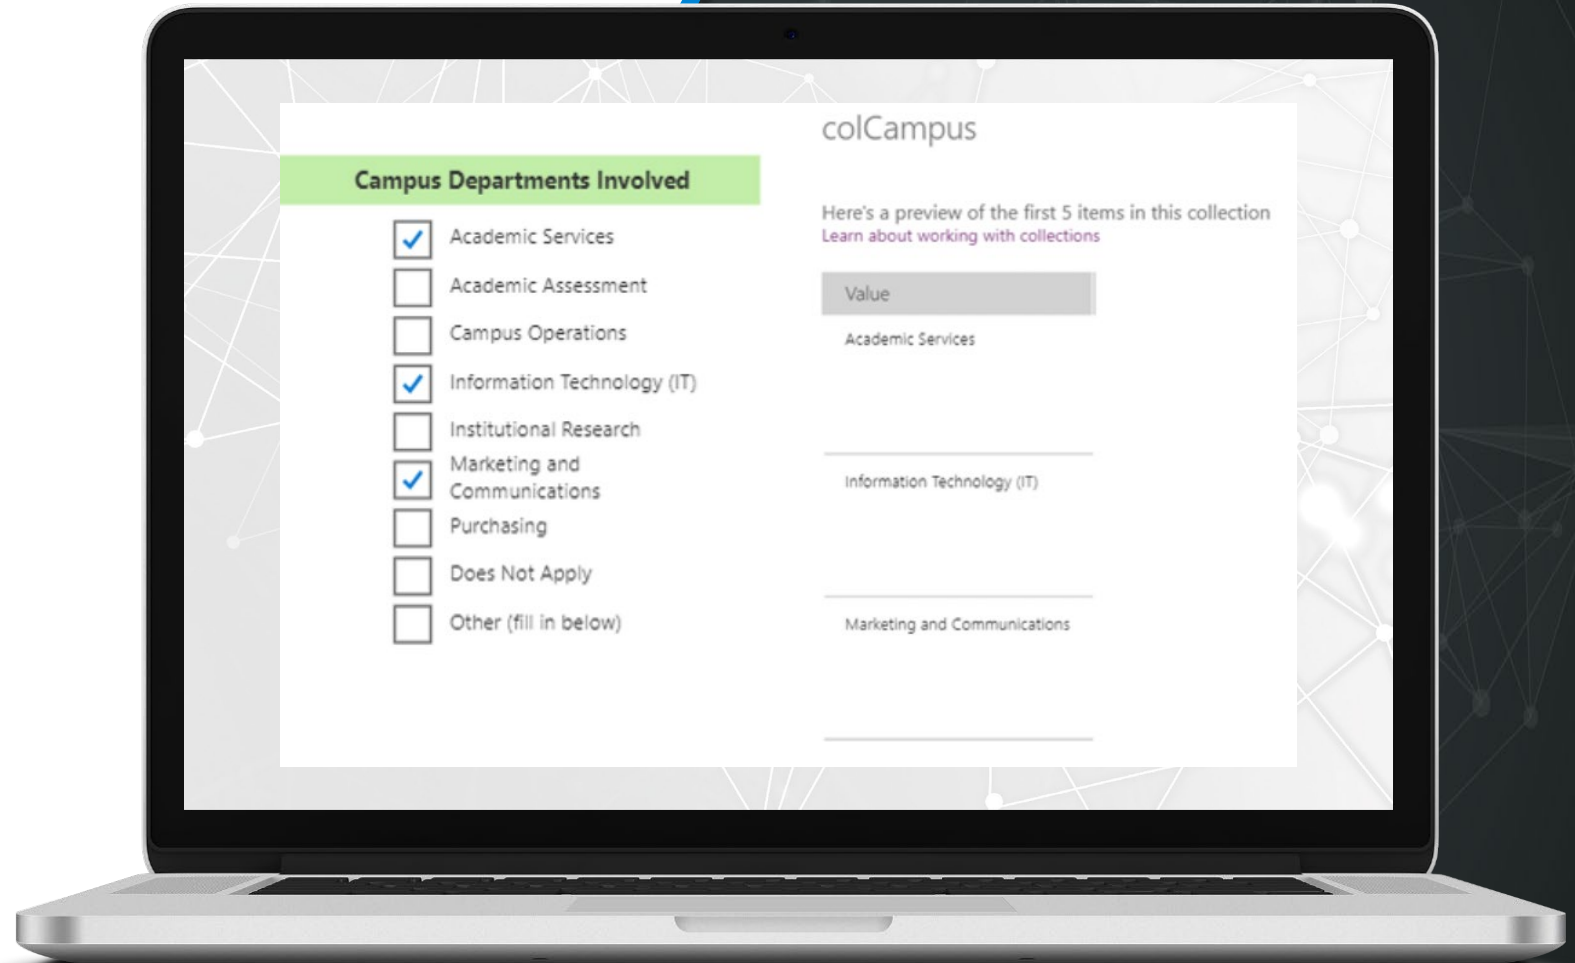 Campus Departments Involved
Academic Services
Academic Assessment
Campus Operations
Information Technology (IT)
Institutional Research
Marketing and
Communications
Purchasing
Does Not Apply
Other (fill in below)
colCampus
Here's a preview of the first 5 items in this collection
Learn about working with collections
Value
Academic Services
Information Technology (IT)
Marketing and Communications